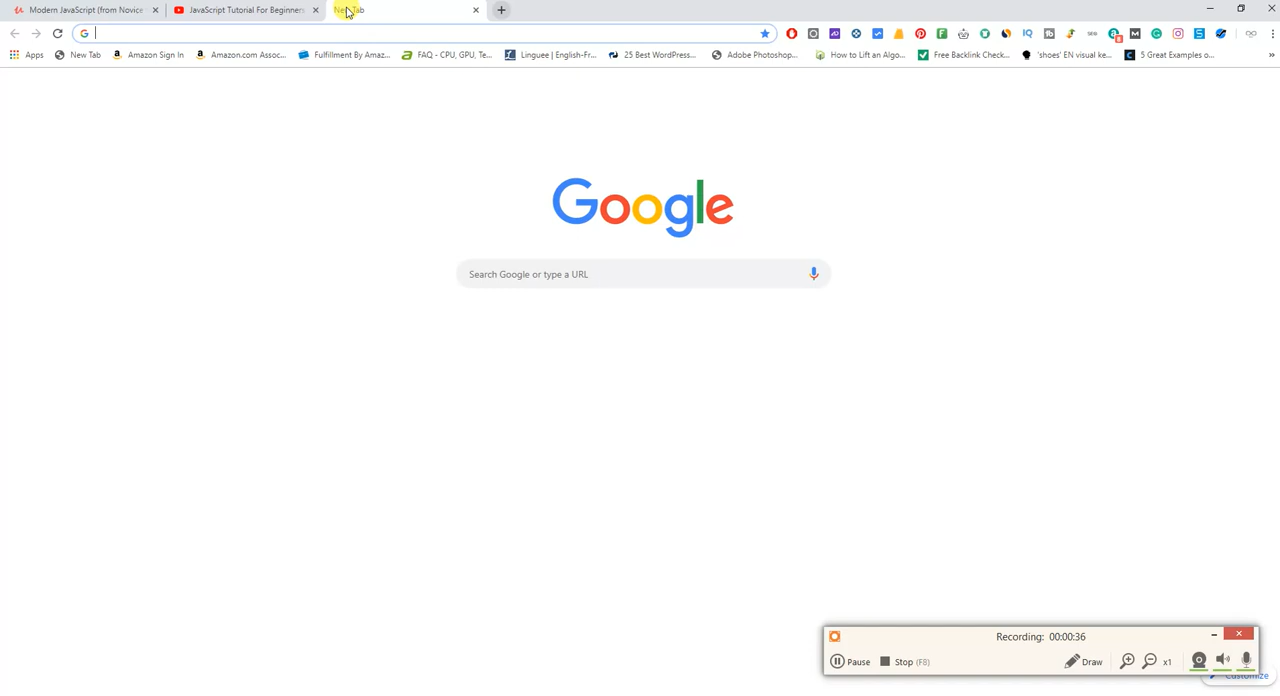 Modern JavaScript (from Novice
JavaScript Tutorial For Beginners
New Tab
Apps
New Tab
Amazon Sign In
Amazon.com Assoc...
Fulfillment By Amaz...
FAQ - CPU, GPU, Te...
Linguee | English-Fr...
25 Best WordPress...
Adobe Photoshop...
How to Lift an Algo...
Free Backlink Check...
'shoes' EN visual ke...
5 Great Examples o...
Google
Search Google or type a URL
Recording: 00:00:36
Pause
Stop (F8)
Draw
x1
Customize